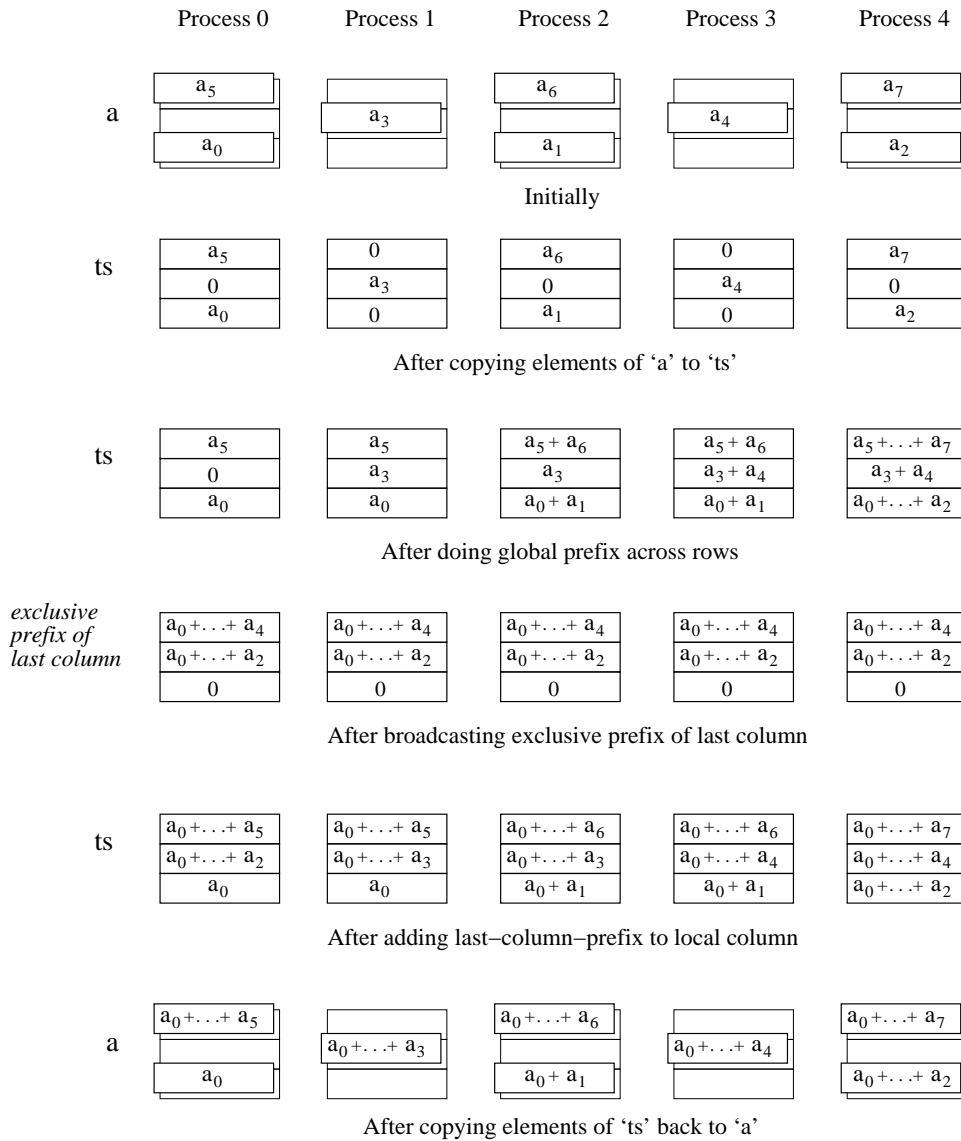 Process 0 Process 1 Process 2 Process 3 Process 4
a₅ a₆ a₇
a a₃ a₄
a₀ a₁ a₂
Initially
a₅ 0 a₆ 0 a₇
ts 0 a₃ 0 a₄ 0
a₀ 0 a₁ 0 a₂
After copying elements of ‘a’ to ‘ts’
ts a₅ a₅ a₅ + a₆ a₅ + a₆ a₅ +. . .+ a₇
0 a₃ a₃ a₃ + a₄ a₃ + a₄
a₀ a₀ a₀ + a₁ a₀ + a₁ a₀ +. . .+ a₂
After doing global prefix across rows
exclusive
prefix of
last column
a₀ +. . .+ a₄ a₀ +. . .+ a₄ a₀ +. . .+ a₄ a₀ +. . .+ a₄ a₀ +. . .+ a₄
a₀ +. . .+ a₂ a₀ +. . .+ a₂ a₀ +. . .+ a₂ a₀ +. . .+ a₂ a₀ +. . .+ a₂
0 0 0 0 0
After broadcasting exclusive prefix of last column
a₀ +. . .+ a₅ a₀ +. . .+ a₅ a₀ +. . .+ a₆ a₀ +. . .+ a₆ a₀ +. . .+ a₇
ts a₀ +. . .+ a₂ a₀ +. . .+ a₃ a₀ +. . .+ a₃ a₀ +. . .+ a₄ a₀ +. . .+ a₄
a₀ a₀ a₀ + a₁ a₀ + a₁ a₀ +. . .+ a₂
After adding last−column−prefix to local column
a₀ +. . .+ a₅ a₀ +. . .+ a₆ a₀ +. . .+ a₇
a a₀ +. . .+ a₃ a₀ +. . .+ a₄
a₀ a₀ + a₁ a₀ +. . .+ a₂
After copying elements of ‘ts’ back to ‘a’